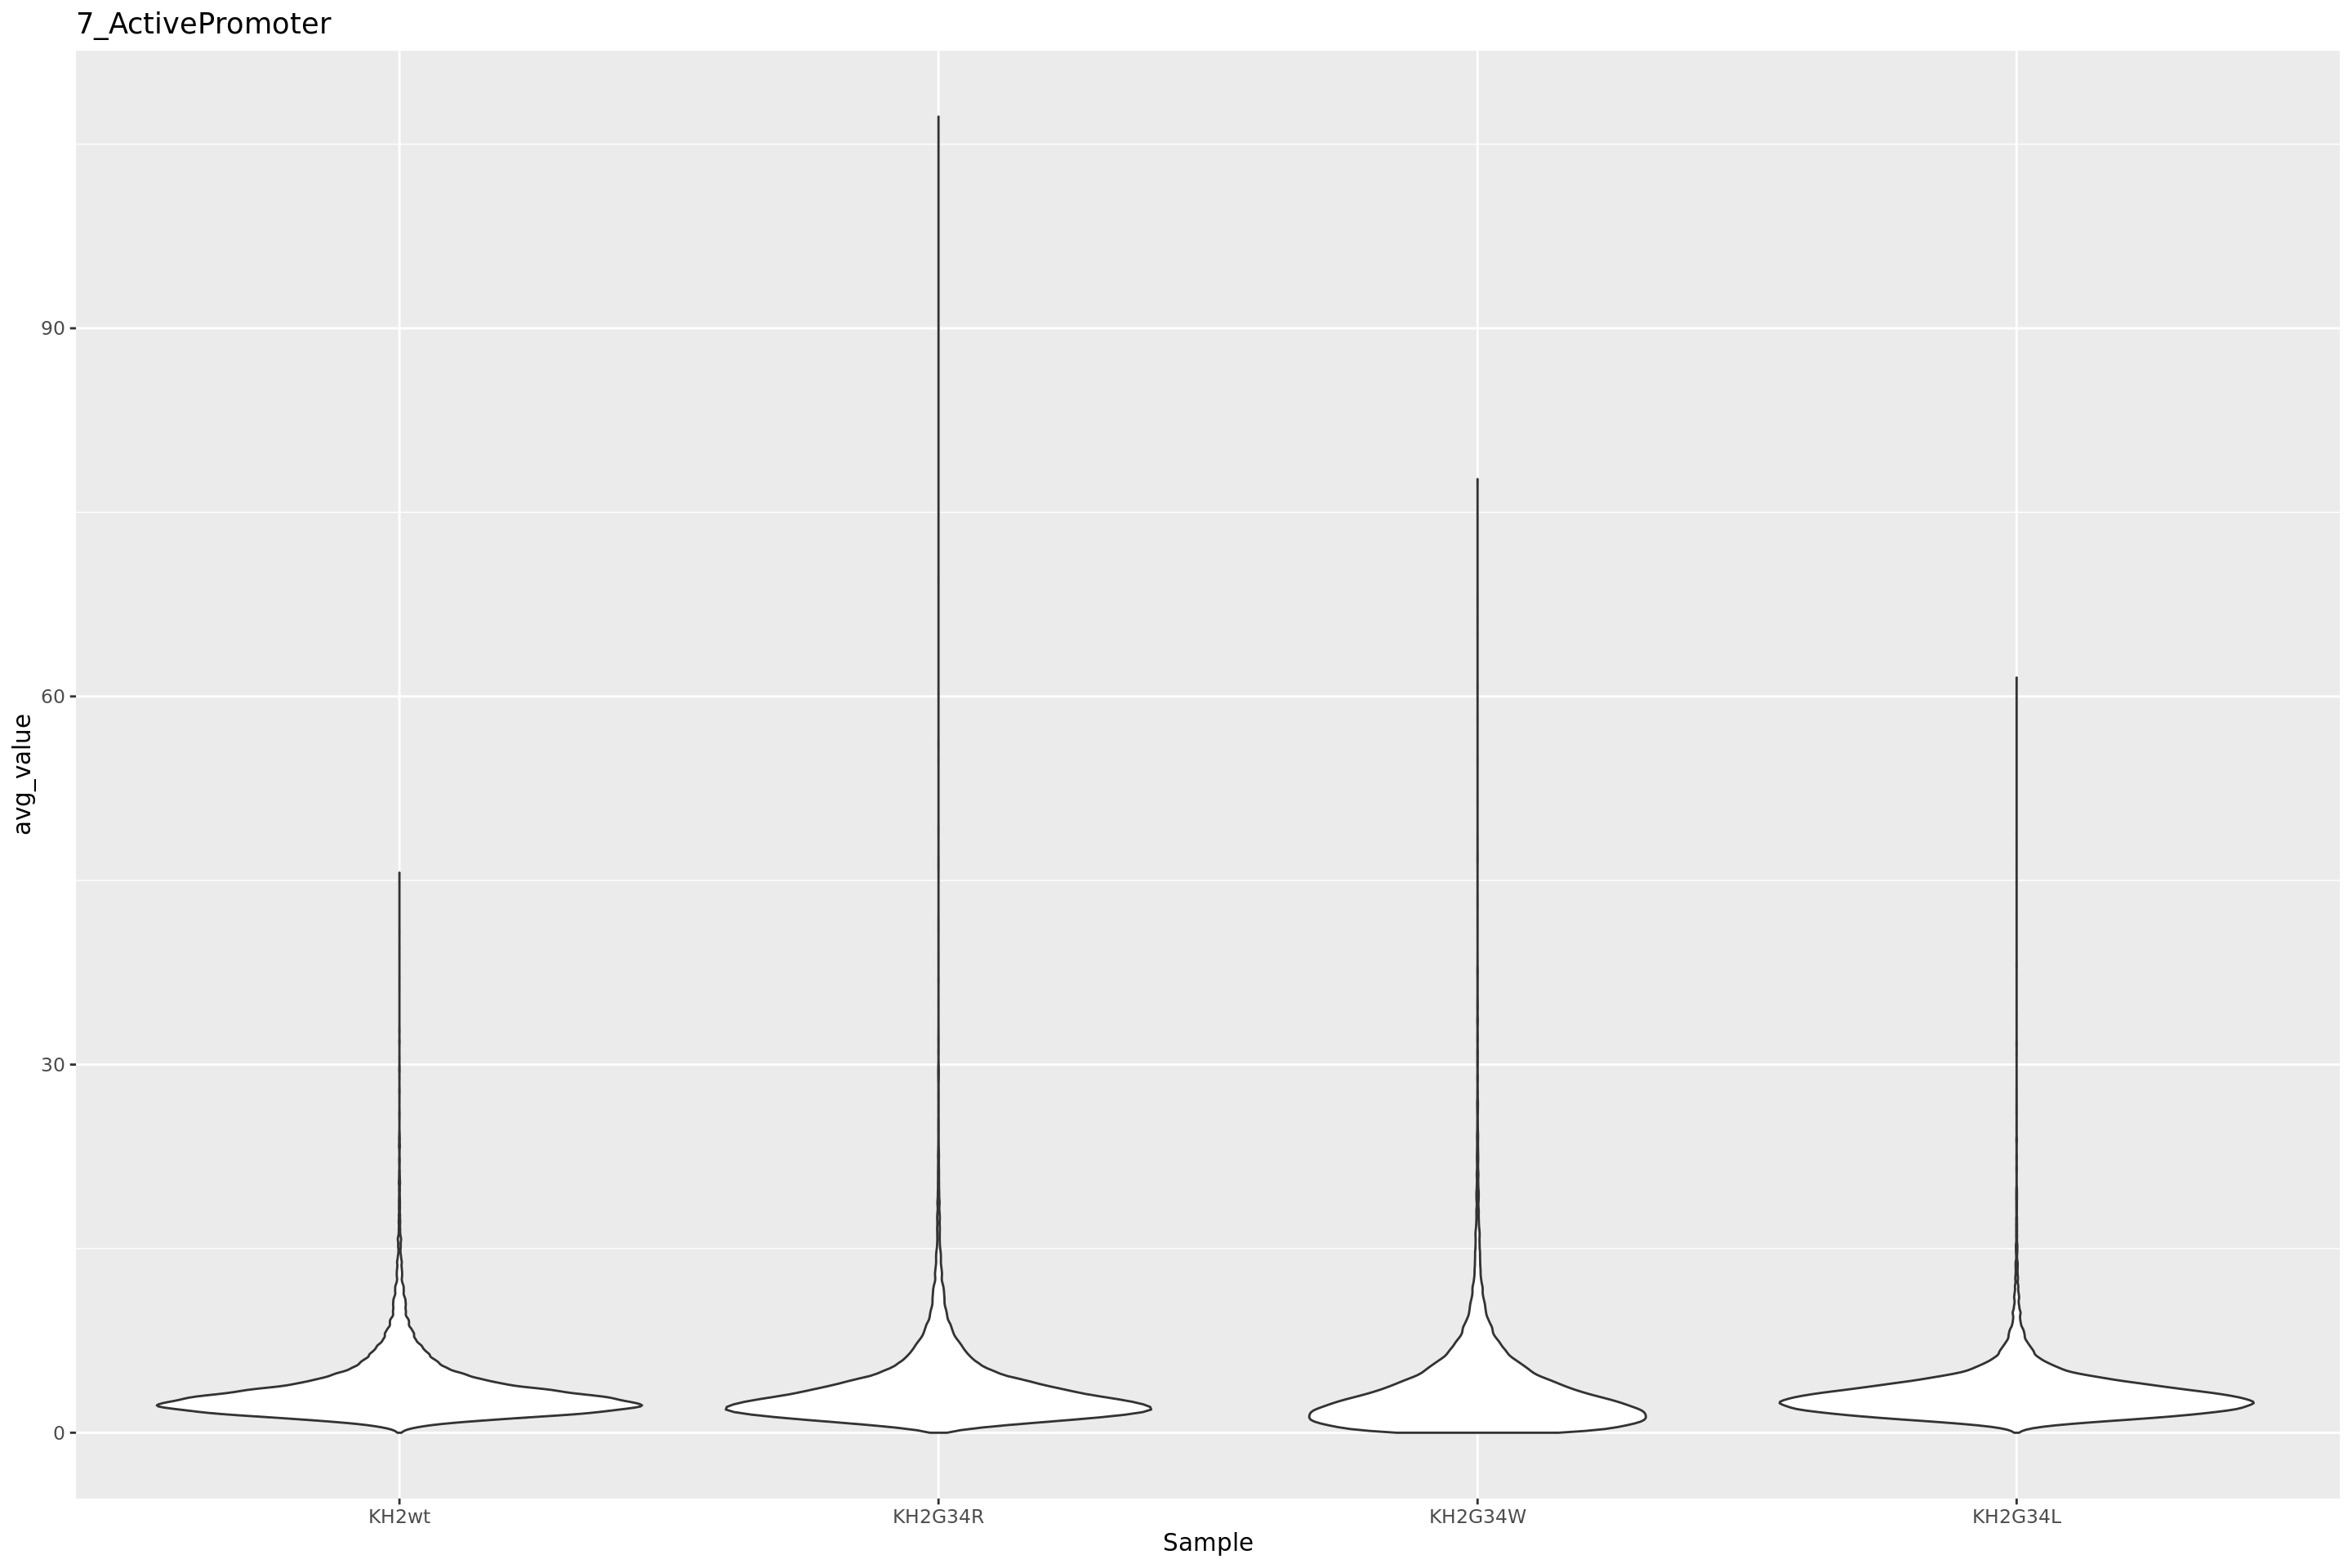 7_ActivePromoter
avg_value
90
60
30
0
KH2wt
KH2G34R
KH2G34W
KH2G34L
Sample